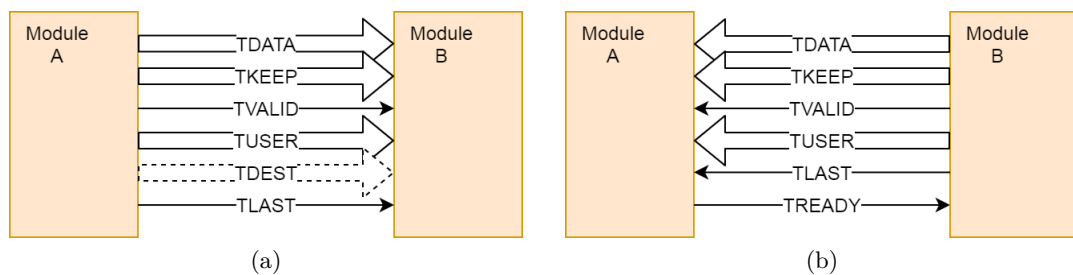 Module
A
TDATA
TKEEP
TVALID
TUSER
TDEST
TLAST
Module
B
(a)
Module
A
TDATA
TKEEP
TVALID
TUSER
TLAST
TREADY
Module
B
(b)